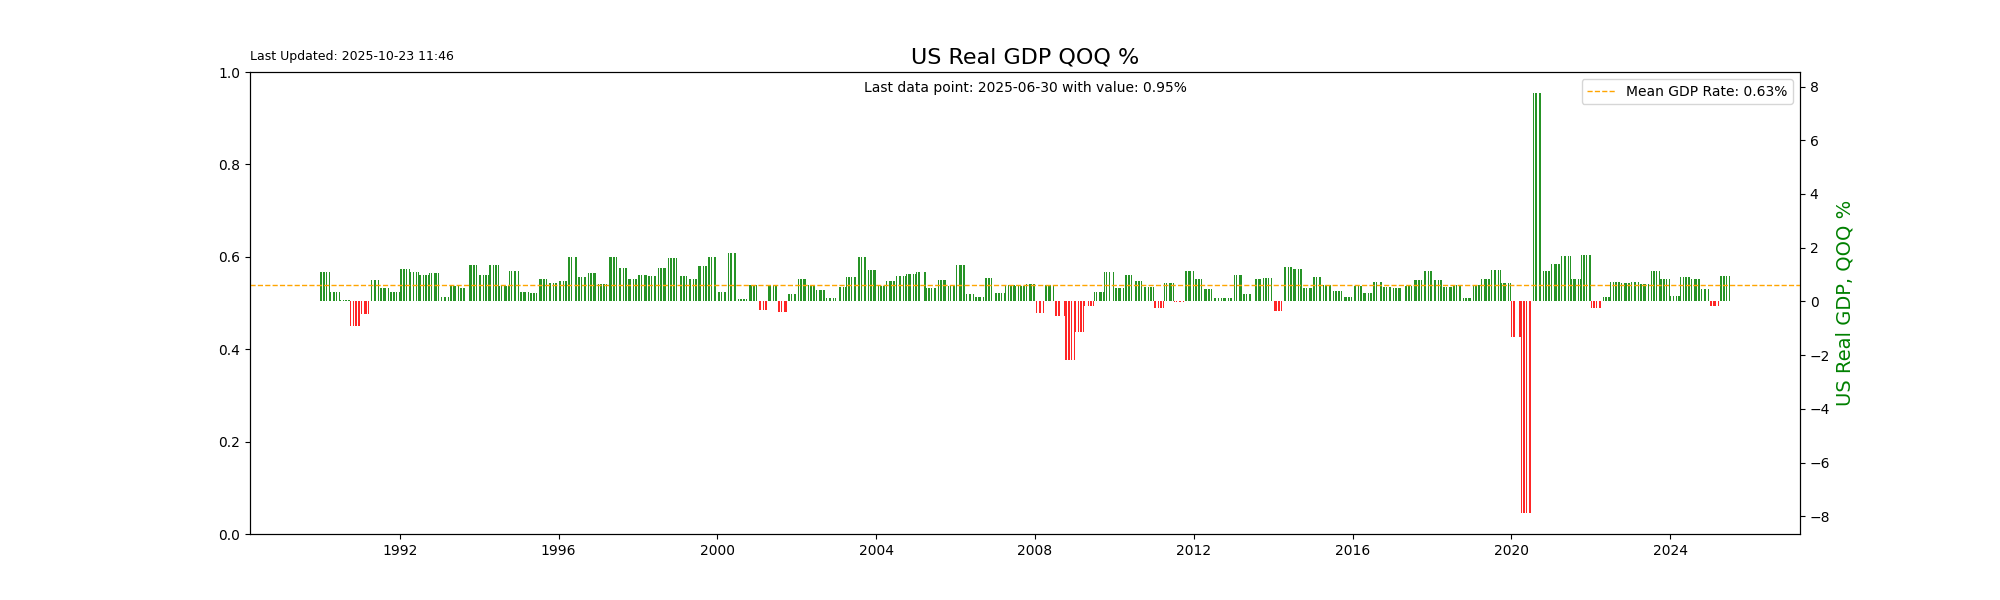 US Real GDP QOQ %
Last Updated: 2025-10-23 11:46
Last data point: 2025-06-30 with value: 0.95%
Mean GDP Rate: 0.63%
1.0
0.8
0.6
0.4
0.2
0.0
8
6
4
2
0
−2
−4
−6
−8
US Real GDP, QOQ %
1992 1996 2000 2004 2008 2012 2016 2020 2024